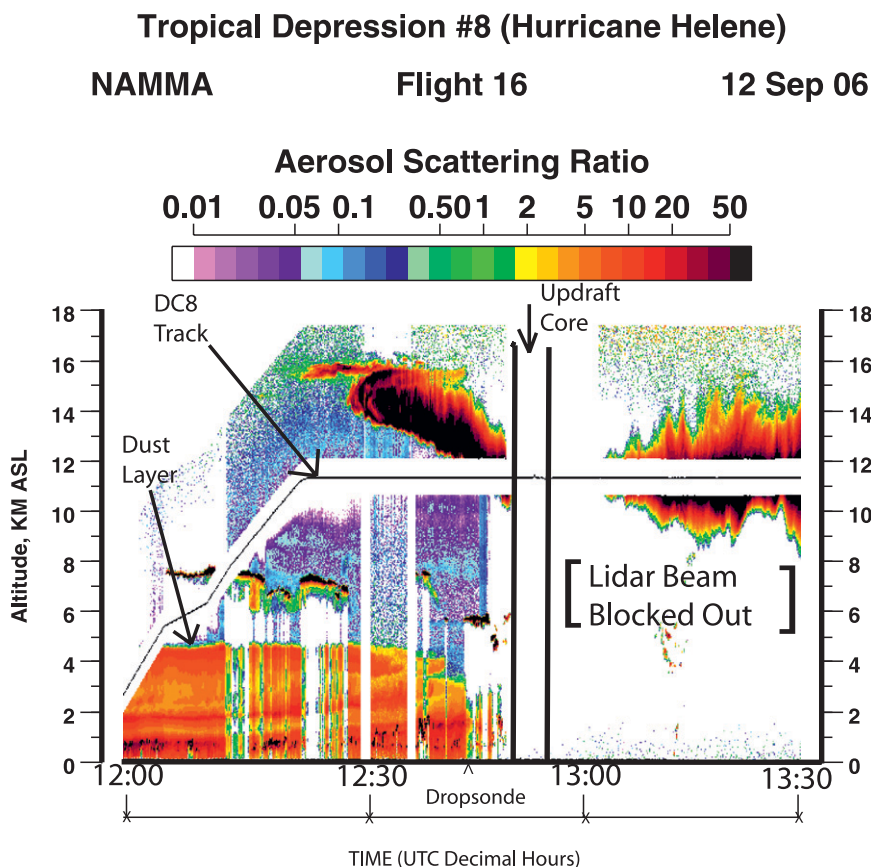 Tropical Depression #8 (Hurricane Helene)
NAMMA Flight 16 12 Sep 06
Aerosol Scattering Ratio
0.01 0.05 0.1 0.50 1 2 5 10 20 50
DC8
Track
Updraft
Core
Dust
Layer
Altitude, KM ASL
18 18
16 16
14 14
12 12
10 10
8 8
6 6
4 4
2 2
0 0
[ Lidar Beam
Blocked Out ]
12:00 12:30 13:00 13:30
^
Dropsonde
x x x x
TIME (UTC Decimal Hours)